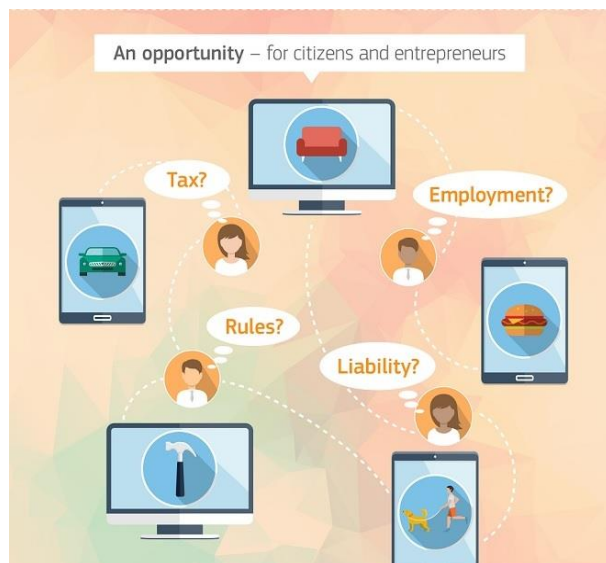 An opportunity – for citizens and entrepreneurs
Tax?
Employment?
Rules?
Liability?